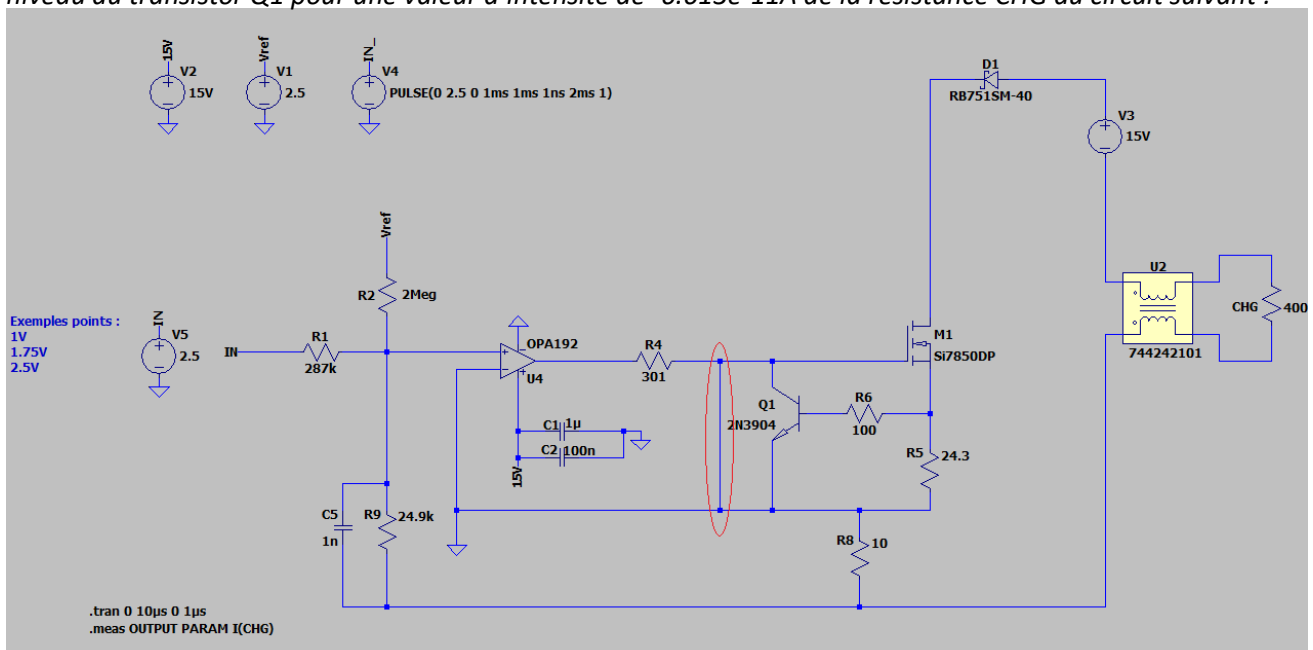 niveau du transistor Q1 pour une valeur d'intensité de -6.613e-11A de la résistance CHG du circuit suivant :
15V
V2
15V
Vref
V1
2.5
IN_
V4
PULSE(0 2.5 0 1ms 1ms 1ns 2ms 1)
D1
RB751SM-40
V3
15V
Vref
R2
2Meg
U2
CHG
400
744242101
Exemples points :
1V
1.75V
2.5V
IN
V5
2.5
IN
R1
287k
OPA192
U4
R4
301
M1
Si7850DP
Q1
2N3904
R6
100
C1
1µ
C2
100n
15V
R5
24.3
C5
1n
R9
24.9k
R8
10
.tran 0 10µs 0 1µs
.meas OUTPUT PARAM I(CHG)